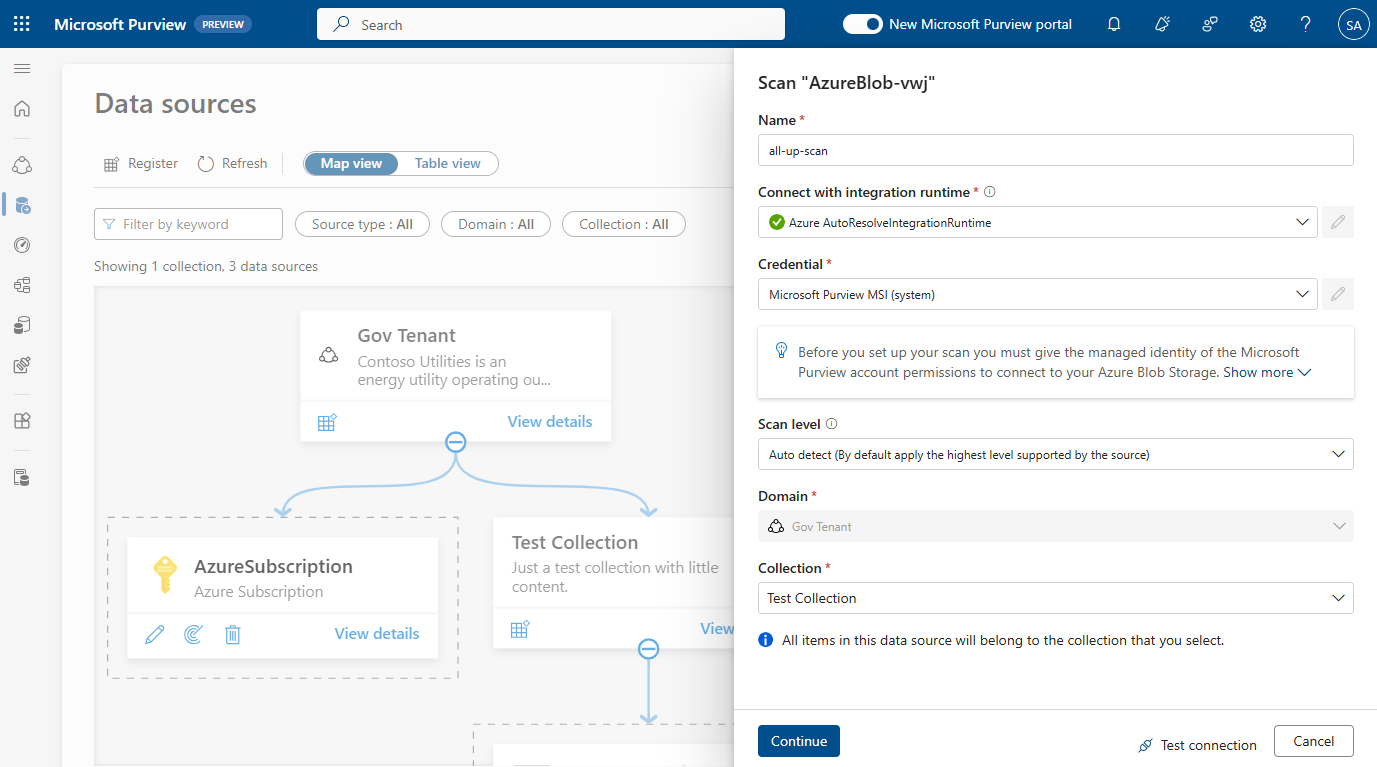 Microsoft Purview PREVIEW
Search
New Microsoft Purview portal
SA
Data sources
Register
Refresh
Map view
Table view
Filter by keyword
Source type : All
Domain : All
Collection : All
Showing 1 collection, 3 data sources
Gov Tenant
Contoso Utilities is an
energy utility operating ou...
View details
AzureSubscription
Azure Subscription
View details
Test Collection
Just a test collection with little
content.
View
Scan "AzureBlob-vwj"
Name *
all-up-scan
Connect with integration runtime *
Azure AutoResolveIntegrationRuntime
Credential *
Microsoft Purview MSI (system)
Before you set up your scan you must give the managed identity of the Microsoft
Purview account permissions to connect to your Azure Blob Storage. Show more
Scan level
Auto detect (By default apply the highest level supported by the source)
Domain *
Gov Tenant
Collection *
Test Collection
All items in this data source will belong to the collection that you select.
Continue
Test connection
Cancel